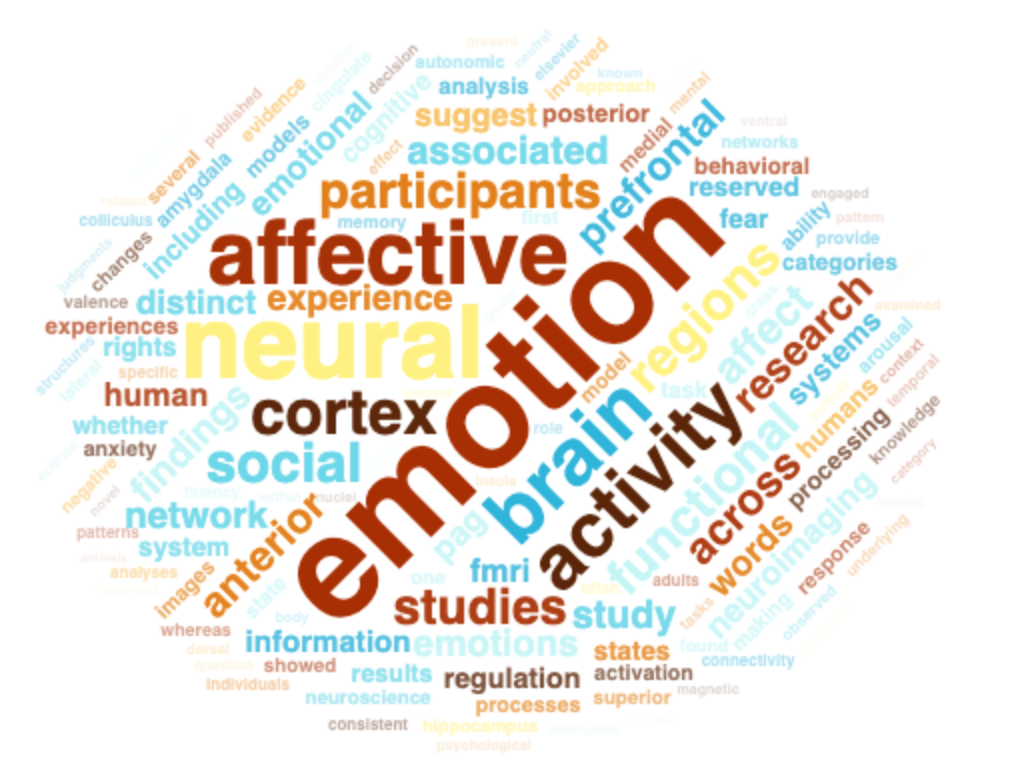 present
neutral
elsevier
involved
decision
autonomic
known
cingulate
cognitive
analysis
approach
mental
evidence
published
models
emotional
suggest
posterior
medial
prefrontal
ventral
networks
effect
associated
behavioral
several
amygdala
including
participants
reserved
engaged
related
colliculus
memory
first
fear
ability
pattern
provide
judgments
changes
affective
emotion
categories
valence
distinct
experience
regions
affect
research
examined
experiences
neural
systems
arousal
rights
structures
lateral
specific
model
context
temporal
human
cortex
brain
task
activity
humans
processing
knowledge
whether
findings
role
functional
across
category
anxiety
social
negative
novel
fluency
within
nuclei
insula
network
anterior
pag
words
neuroimaging
response
underlying
patterns
system
animals
analyses
images
state
one
fmri
often
adults
tasks
making
observed
body
studies
study
whereas
information
emotions
states
found
connectivity
dorsal
question
showed
results
regulation
activation
individuals
neuroscience
processes
superior
magnetic
consistent
hippocampus
psychological